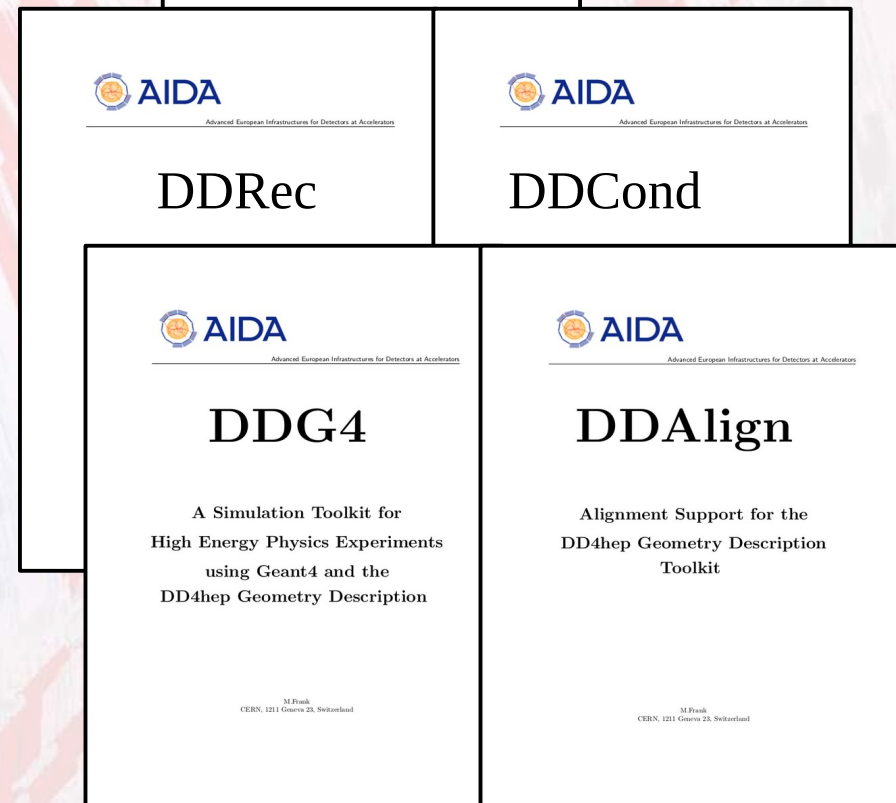 AIDA
Advanced European Infrastructures for Detectors at Accelerators
DDRec
AIDA
Advanced European Infrastructures for Detectors at Accelerators
DDCond
AIDA
Advanced European Infrastructures for Detectors at Accelerators
DDG4
A Simulation Toolkit for
High Energy Physics Experiments
using Geant4 and the
DD4hep Geometry Description
M.Frank
CERN, 1211 Geneva 23, Switzerland
AIDA
Advanced European Infrastructures for Detectors at Accelerators
DDAlign
Alignment Support for the
DD4hep Geometry Description
Toolkit
M.Frank
CERN, 1211 Geneva 23, Switzerland